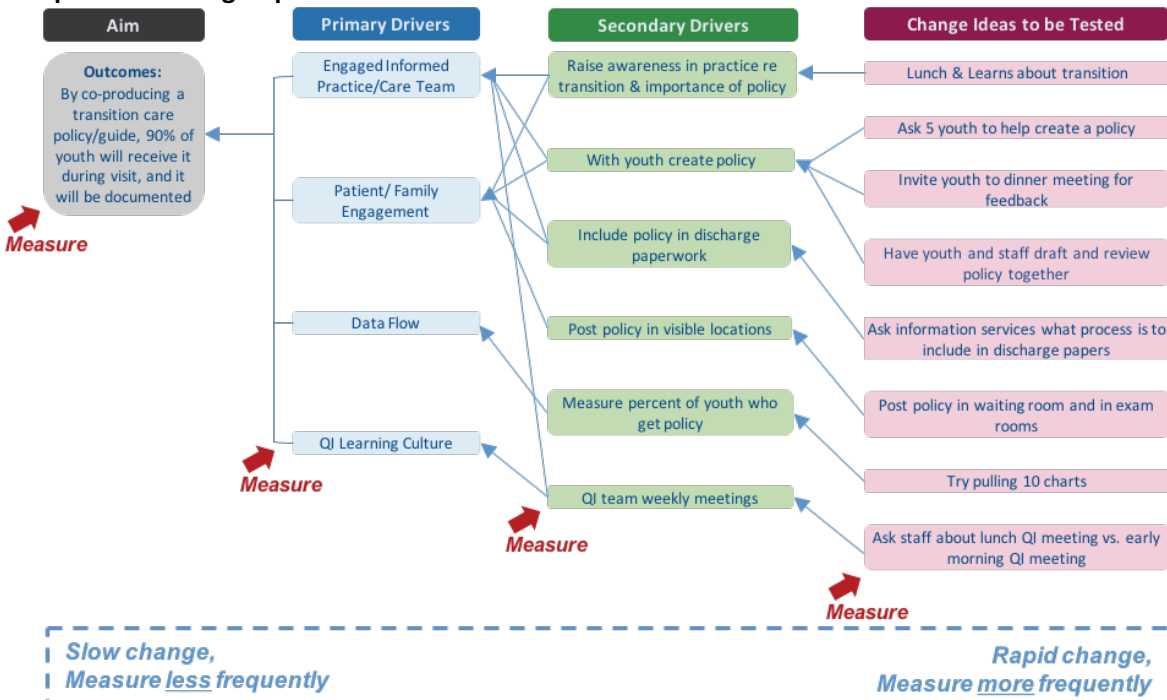 Aim
Primary Drivers
Secondary Drivers
Change Ideas to be Tested
Outcomes:
By co-producing a
transition care
policy/guide, 90% of
youth will receive it
during visit, and it
will be documented
Measure
Engaged Informed
Practice/Care Team
Patient/ Family
Engagement
Data Flow
QI Learning Culture
Measure
Raise awareness in practice re
transition & importance of policy
With youth create policy
Include policy in discharge
paperwork
Post policy in visible locations
Measure percent of youth who
get policy
QI team weekly meetings
Measure
Lunch & Learns about transition
Ask 5 youth to help create a policy
Invite youth to dinner meeting for
feedback
Have youth and staff draft and review
policy together
Ask information services what process is to
include in discharge papers
Post policy in waiting room and in exam
rooms
Try pulling 10 charts
Ask staff about lunch QI meeting vs. early
morning QI meeting
Measure
Slow change,
Measure less frequently
Rapid change,
Measure more frequently